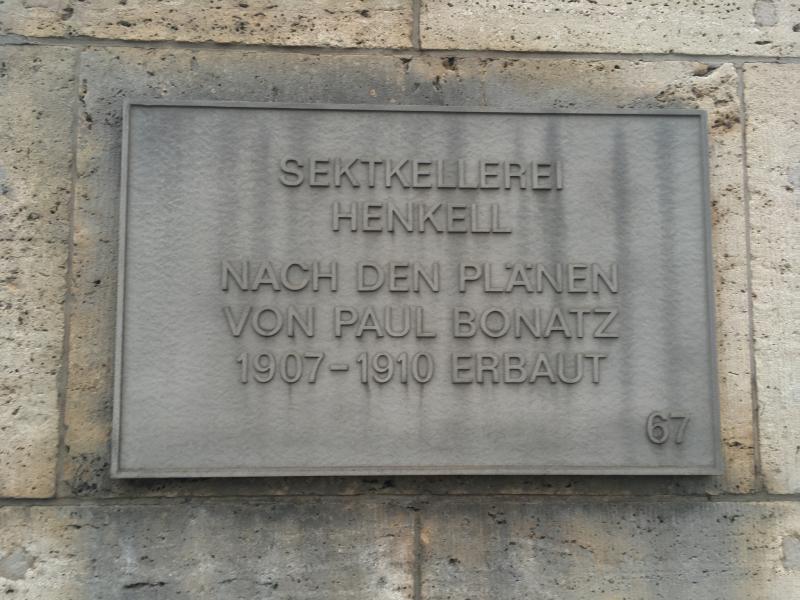 SEKTKELLEREI
HENKELL
NACH DEN PLÄNEN
VON PAUL BONATZ
1907-1910 ERBAUT
67